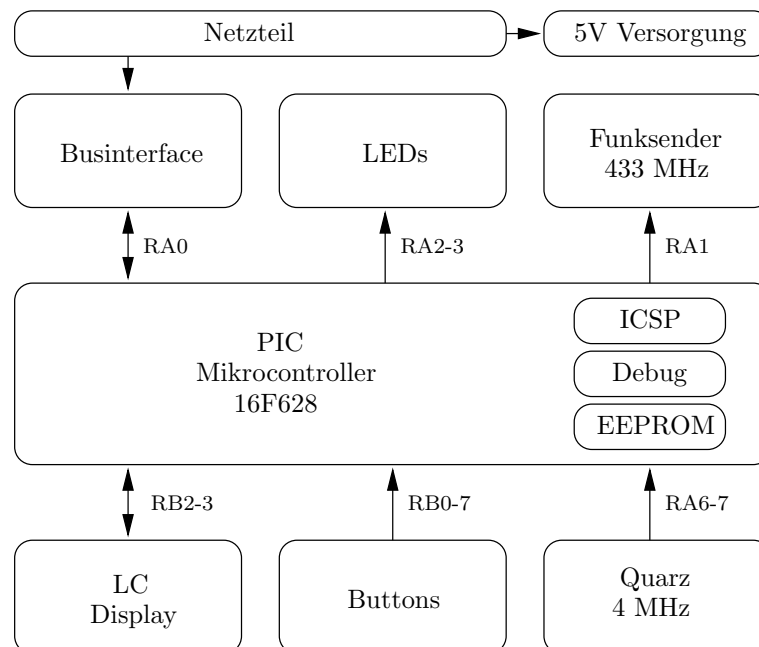 Netzteil
5V Versorgung
Businterface
LEDs
Funksender
433 MHz
RA0
RA2-3
RA1
PIC
Mikrocontroller
16F628
ICSP
Debug
EEPROM
RB2-3
RB0-7
RA6-7
LC
Display
Buttons
Quarz
4 MHz